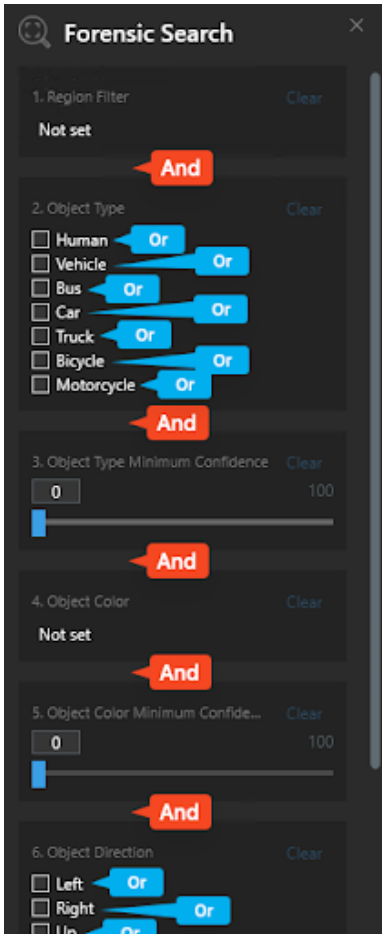 Forensic Search
1. Region Filter Clear
Not set
And
2. Object Type Clear
Human Or
Vehicle Or
Bus Or
Car Or
Truck Or
Bicycle Or
Motorcycle Or
And
3. Object Type Minimum Confidence Clear
0 100
And
4. Object Color Clear
Not set
And
5. Object Color Minimum Confide... Clear
0 100
And
6. Object Direction Clear
Left Or
Right Or
Up Or